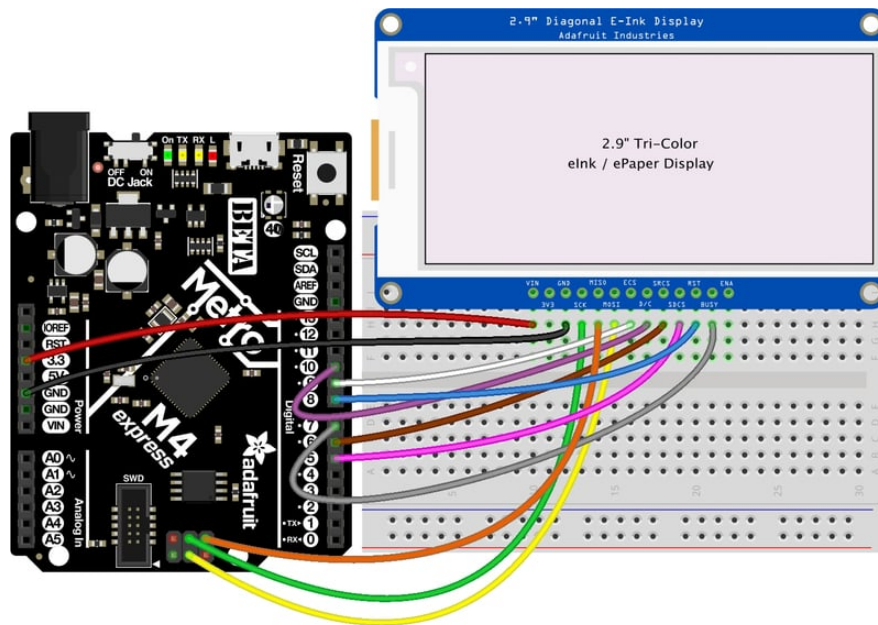 2.9" Diagonal E-Ink Display
Adafruit Industries
2.9" Tri-Color
eInk / ePaper Display
VIN
3V3
GND
SCK
MISO
MOSI
ECS
D/C
SRCS
SDCS
RST
BUSY
ENA
On TX RX L
OFF ON
DC Jack
Reset
BETA
40
Metro
M4
express
adafruit
SWD
IOREF
RST
3.3
5V
GND
GND
VIN
Power
A0
A1
A2
A3
A4
A5
Analog In
SCL
SDA
AREF
GND
12
10
9
8
7
6
5
4
3
2
TX 1
RX 0
Digital
5
10
15
20
25
30